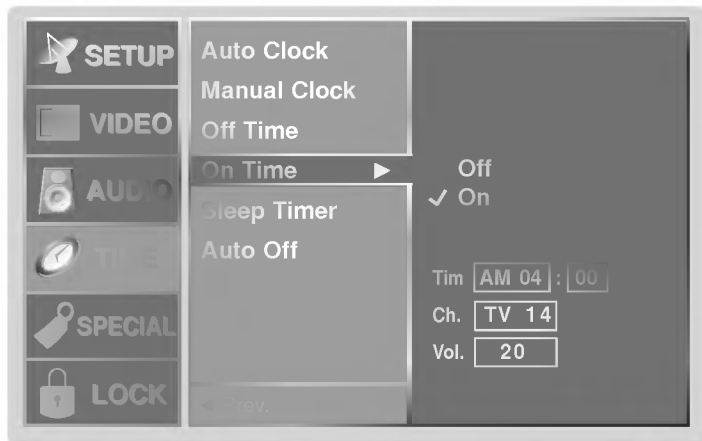 SETUP
VIDEO
AUDIO
TIME
SPECIAL
LOCK
Auto Clock
Manual Clock
Off Time
On Time ▶
Sleep Timer
Auto Off
◀ Prev.
Off
✓ On
Tim AM 04 : 00
Ch. TV 14
Vol. 20